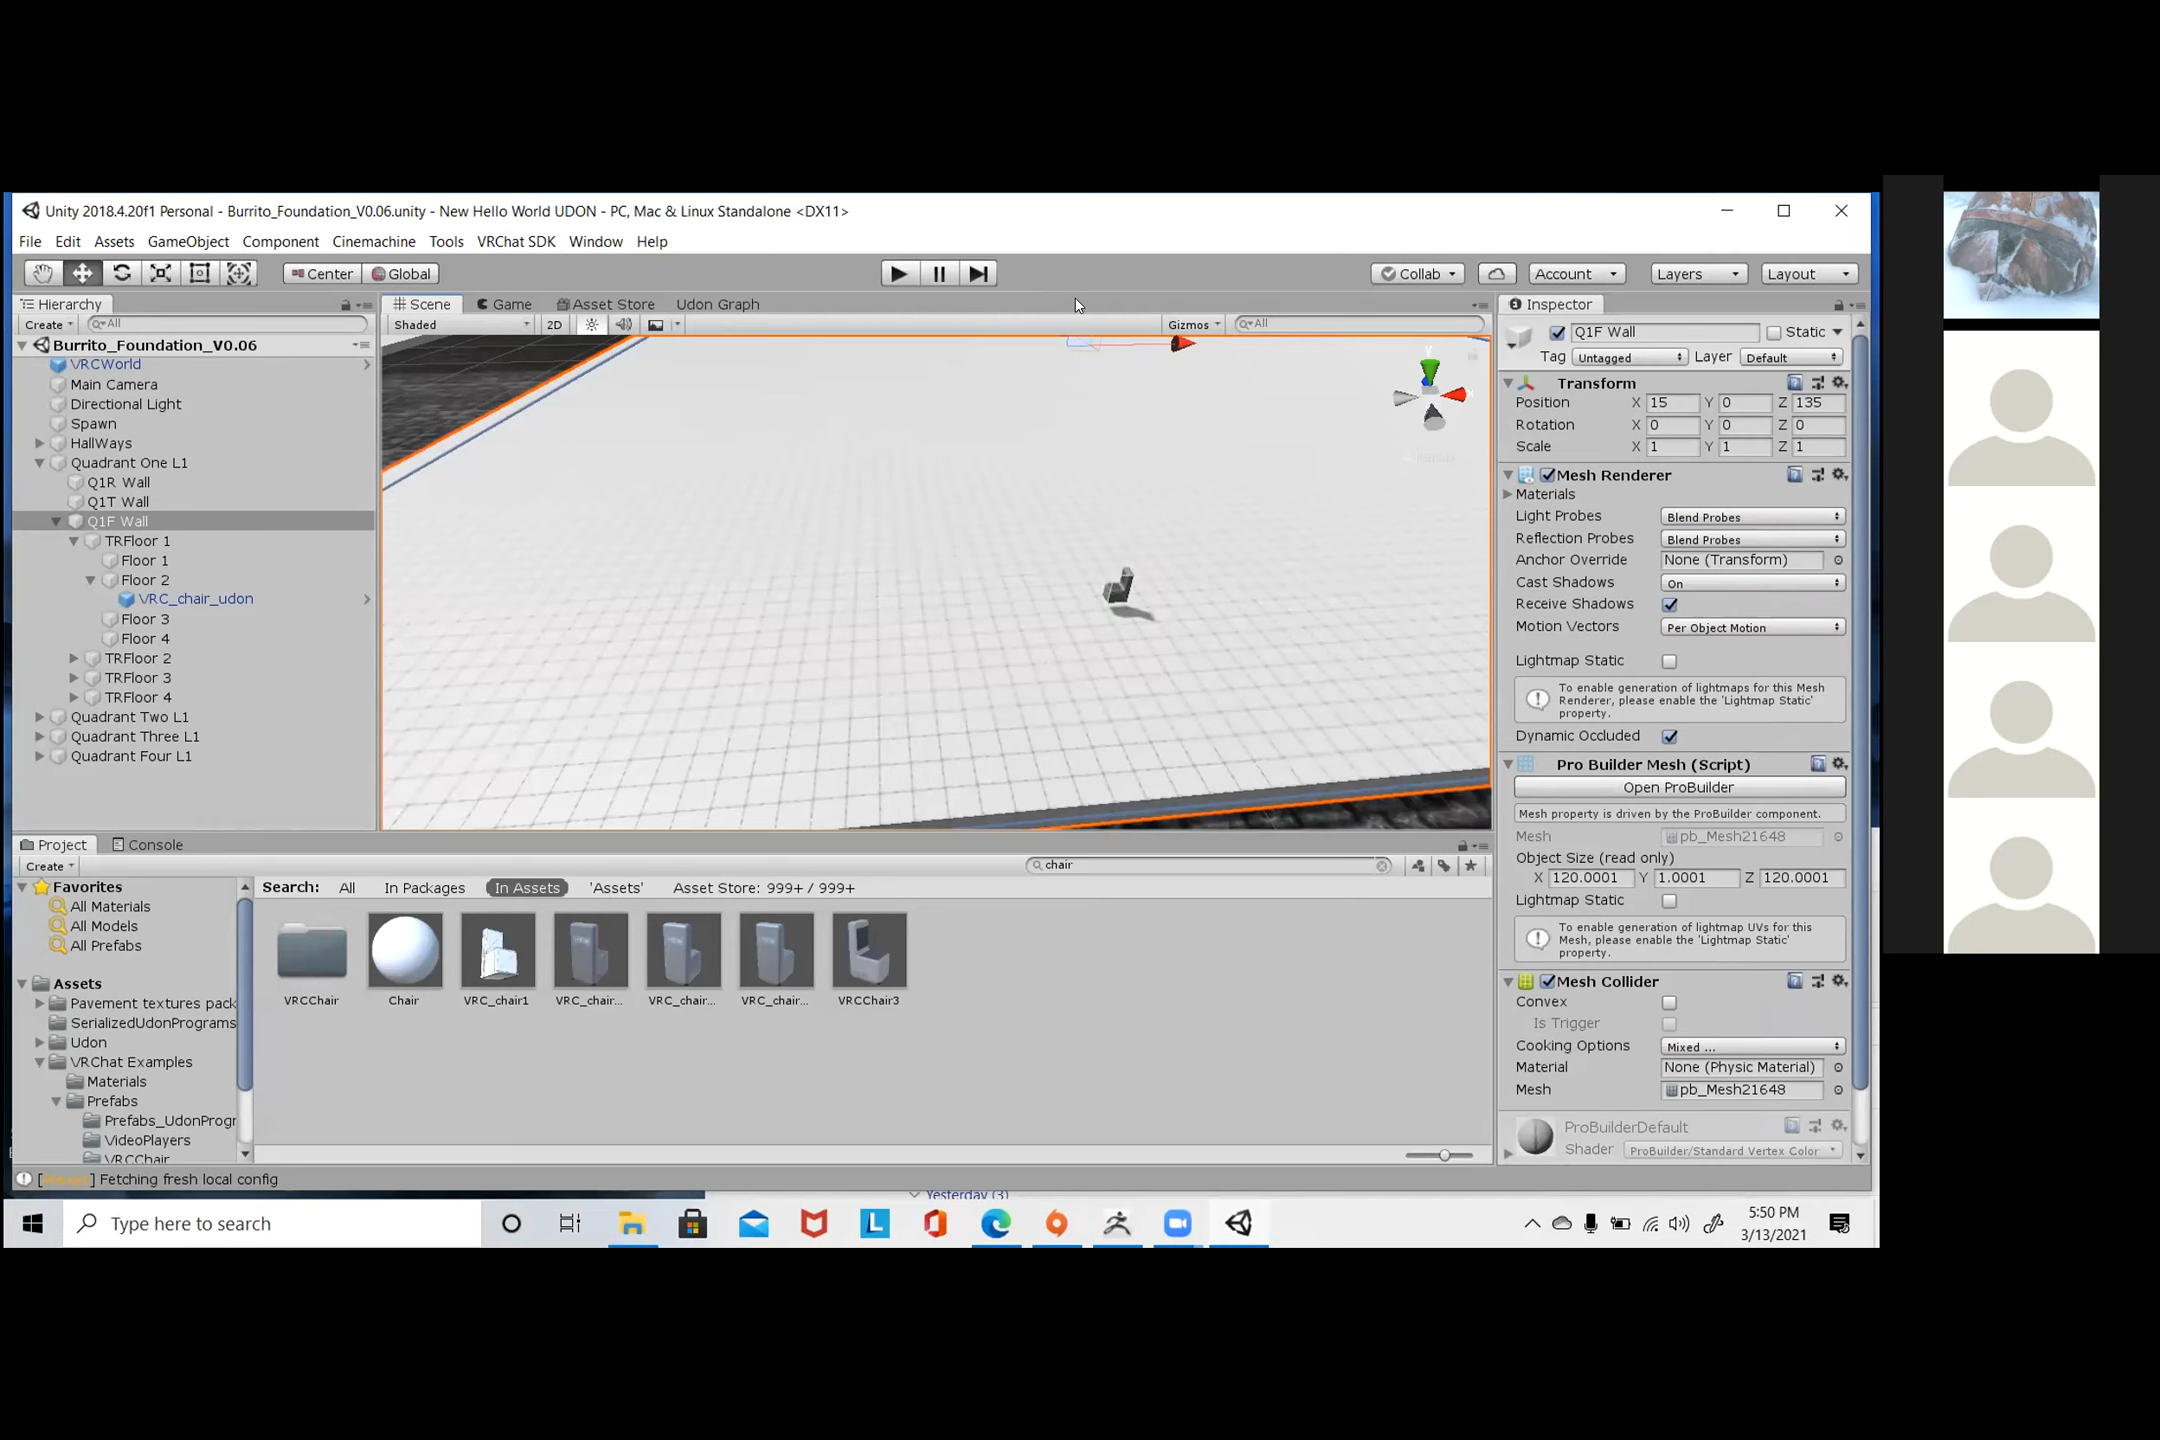 Unity 2018.4.20f1 Personal - Burrito_Foundation_V0.06.unity - New Hello World UDON - PC, Mac & Linux Standalone <DX11>
File Edit Assets GameObject Component Cinemachine Tools VRChat SDK Window Help
Center Global Collab Account Layers Layout
Hierarchy
Create All
Burrito_Foundation_V0.06
VRCWorld
Main Camera
Directional Light
Spawn
HallWays
Quadrant One L1
Q1R Wall
Q1T Wall
Q1F Wall
TRFloor 1
Floor 1
Floor 2
VRC_chair_udon
Floor 3
Floor 4
TRFloor 2
TRFloor 3
TRFloor 4
Quadrant Two L1
Quadrant Three L1
Quadrant Four L1
Scene Game Asset Store Udon Graph
Shaded 2D Gizmos All
Inspector
Q1F Wall Static
Tag Untagged Layer Default
Transform
Position X 15 Y 0 Z 135
Rotation X 0 Y 0 Z 0
Scale X 1 Y 1 Z 1
Mesh Renderer
Materials
Light Probes Blend Probes
Reflection Probes Blend Probes
Anchor Override None (Transform)
Cast Shadows On
Receive Shadows
Motion Vectors Per Object Motion
Lightmap Static
To enable generation of lightmaps for this Mesh
Renderer, please enable the 'Lightmap Static'
property.
Dynamic Occluded
Pro Builder Mesh (Script)
Open ProBuilder
Mesh property is driven by the ProBuilder component.
Mesh pb_Mesh21648
Object Size (read only)
X 120.0001 Y 1.0001 Z 120.0001
Lightmap Static
To enable generation of lightmap UVs for this
Mesh, please enable the 'Lightmap Static'
property.
Mesh Collider
Convex
Is Trigger
Cooking Options Mixed ...
Material None (Physic Material)
Mesh pb_Mesh21648
ProBuilderDefault
Shader ProBuilder/Standard Vertex Color
Project Console
Create chair
Favorites
All Materials
All Models
All Prefabs
Assets
Pavement textures pack
SerializedUdonPrograms
Udon
VRChat Examples
Materials
Prefabs
Prefabs_UdonProgr
VideoPlayers
VRCChair
Search: All In Packages In Assets 'Assets' Asset Store: 999+ / 999+
VRCChair Chair VRC_chair1 VRC_chair... VRC_chair... VRC_chair... VRCChair3
Fetching fresh local config
Yesterday (3)
Type here to search
5:50 PM
3/13/2021